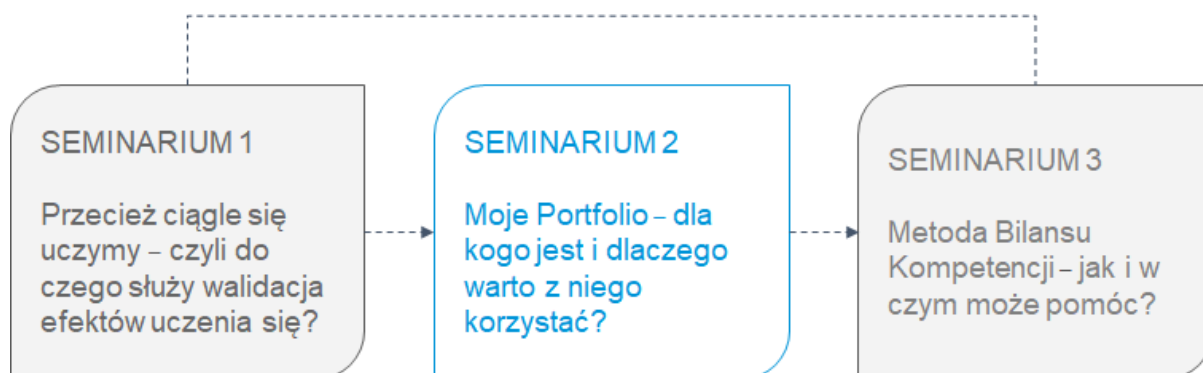 SEMINARIUM 1
Przecież ciągle się
uczymy – czyli do
czego służy walidacja
efektów uczenia się?
SEMINARIUM 2
Moje Portfolio – dla
kogo jest i dlaczego
warto z niego
korzystać?
SEMINARIUM 3
Metoda Bilansu
Kompetencji – jak i w
czym może pomóc?